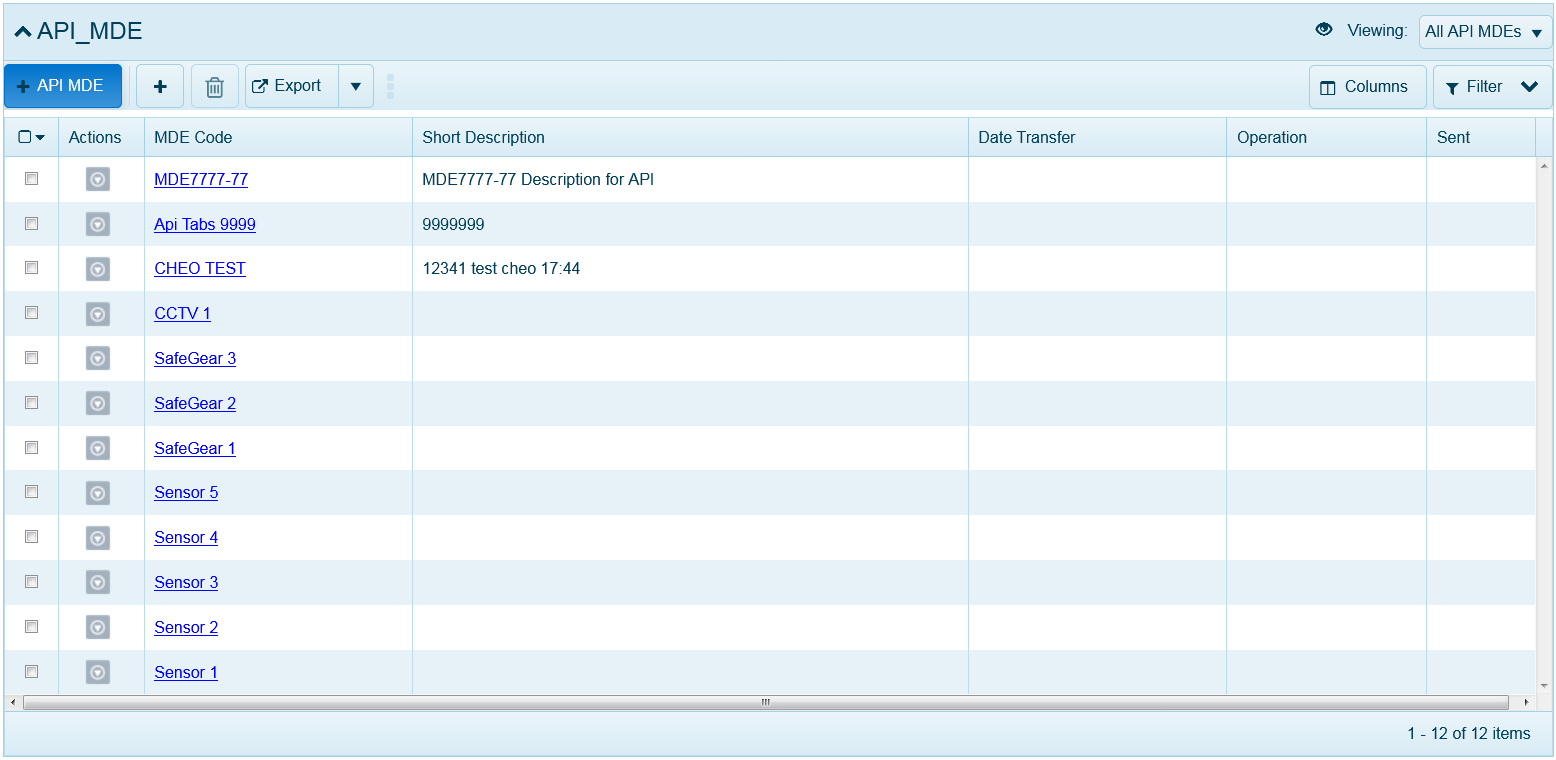 API_MDE
Viewing: All API MDEs
API MDE Export Columns Filter
Actions MDE Code Short Description Date Transfer Operation Sent
MDE7777-77 MDE7777-77 Description for API
Api Tabs 9999 9999999
CHEO TEST 12341 test cheo 17:44
CCTV 1
SafeGear 3
SafeGear 2
SafeGear 1
Sensor 5
Sensor 4
Sensor 3
Sensor 2
Sensor 1
1 - 12 of 12 items